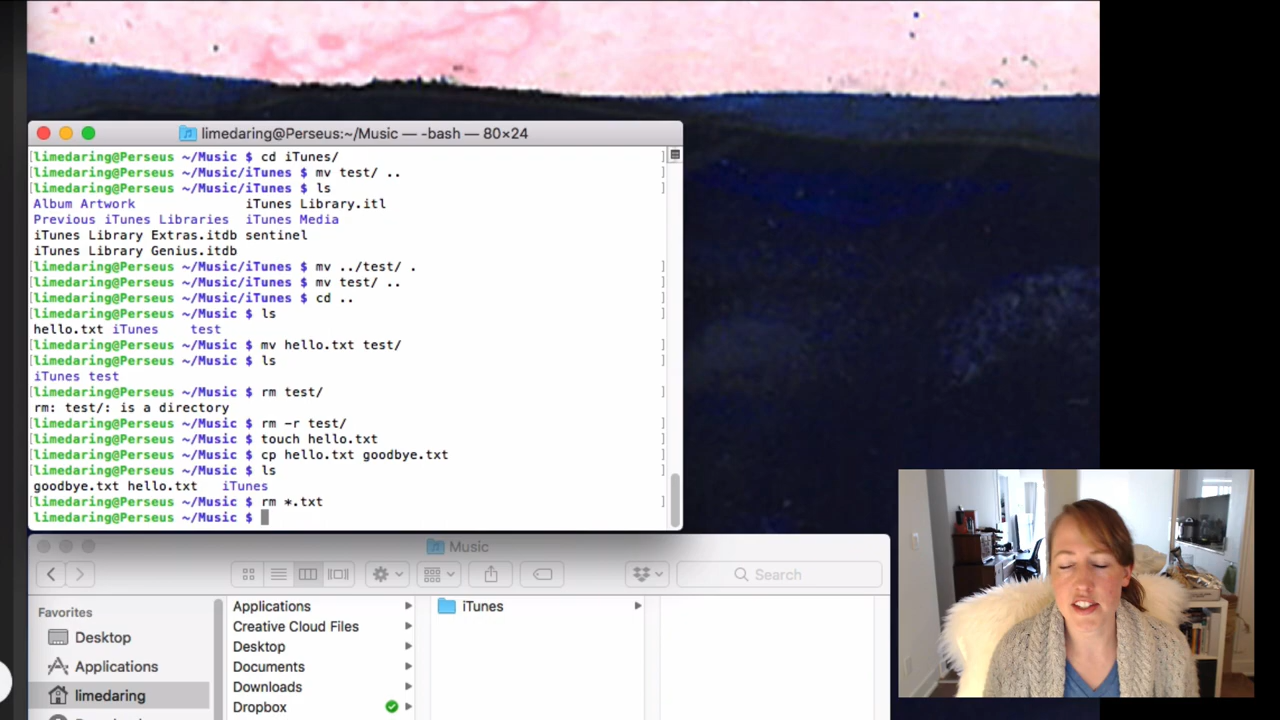 limedaring@Perseus:~/Music — -bash — 80×24
[limedaring@Perseus ~/Music $ cd iTunes/ ]
[limedaring@Perseus ~/Music/iTunes $ mv test/ .. ]
[limedaring@Perseus ~/Music/iTunes $ ls ]
Album Artwork iTunes Library.itl
Previous iTunes Libraries iTunes Media
iTunes Library Extras.itdb sentinel
iTunes Library Genius.itdb
[limedaring@Perseus ~/Music/iTunes $ mv ../test/ . ]
[limedaring@Perseus ~/Music/iTunes $ mv test/ .. ]
[limedaring@Perseus ~/Music/iTunes $ cd .. ]
[limedaring@Perseus ~/Music $ ls ]
hello.txt iTunes test
[limedaring@Perseus ~/Music $ mv hello.txt test/ ]
[limedaring@Perseus ~/Music $ ls ]
iTunes test
[limedaring@Perseus ~/Music $ rm test/ ]
rm: test/: is a directory
[limedaring@Perseus ~/Music $ rm -r test/ ]
[limedaring@Perseus ~/Music $ touch hello.txt ]
[limedaring@Perseus ~/Music $ cp hello.txt goodbye.txt ]
[limedaring@Perseus ~/Music $ ls ]
goodbye.txt hello.txt iTunes
[limedaring@Perseus ~/Music $ rm *.txt ]
limedaring@Perseus ~/Music $
Music
Search
Favorites
Desktop
Applications
limedaring
Applications
Creative Cloud Files
Desktop
Documents
Downloads
Dropbox
iTunes